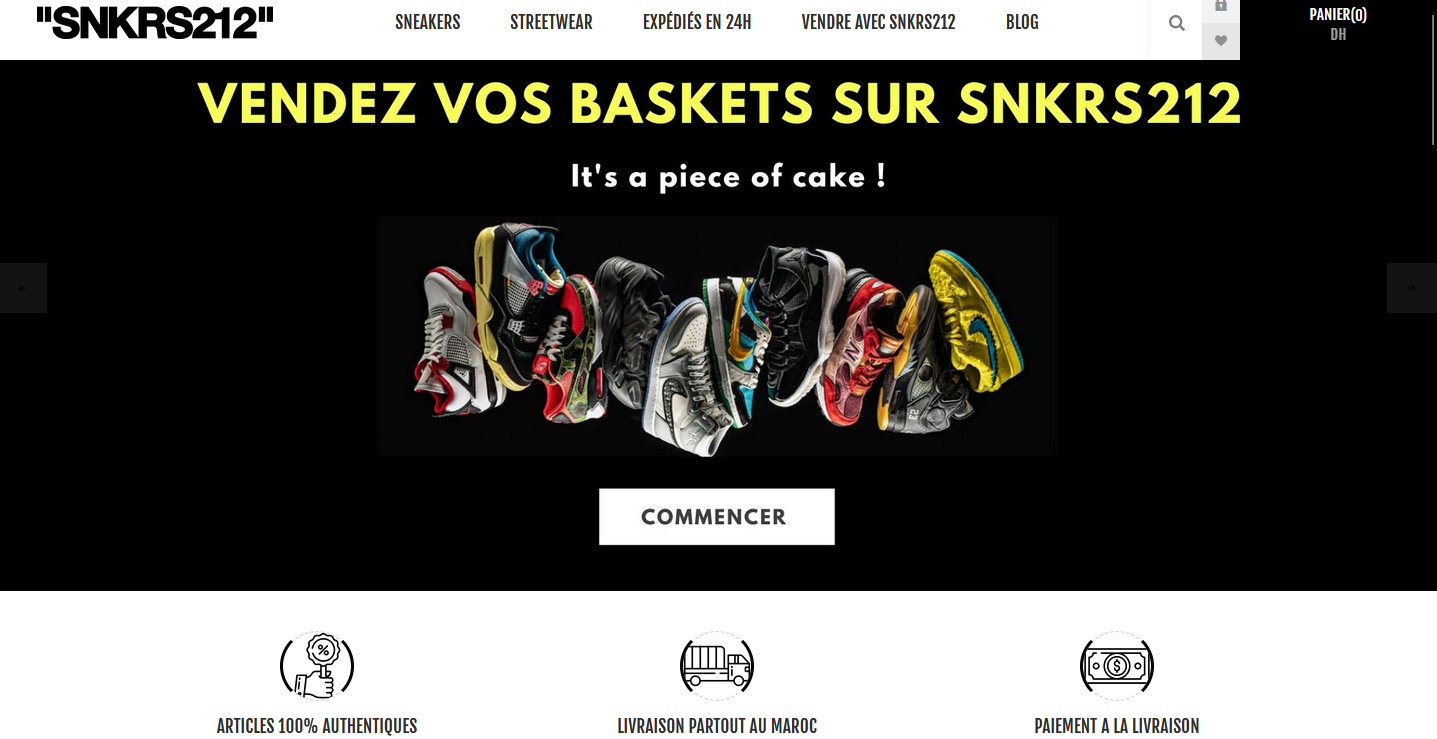 "SNKRS212"
SNEAKERS
STREETWEAR
EXPÉDIÉS EN 24H
VENDRE AVEC SNKRS212
BLOG
PANIER(0)
DH
VENDEZ VOS BASKETS SUR SNKRS212
It's a piece of cake !
COMMENCER
ARTICLES 100% AUTHENTIQUES
LIVRAISON PARTOUT AU MAROC
PAIEMENT A LA LIVRAISON